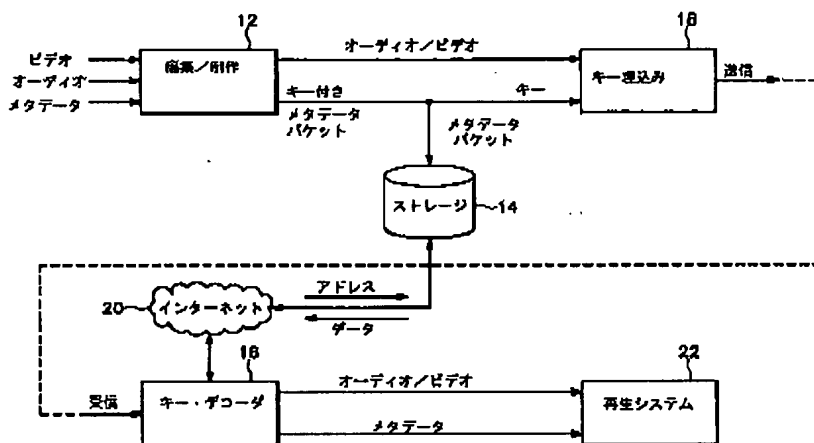 12
18
ビデオ
オーディオ
メタデータ
編集/制作
オーディオ/ビデオ
キー付き
メタデータ
パケット
キー
キー埋込み
送信
メタデータ
パケット
ストレージ
14
アドレス
20
インターネット
データ
16
22
受信
キー・デコーダ
オーディオ/ビデオ
メタデータ
再生システム